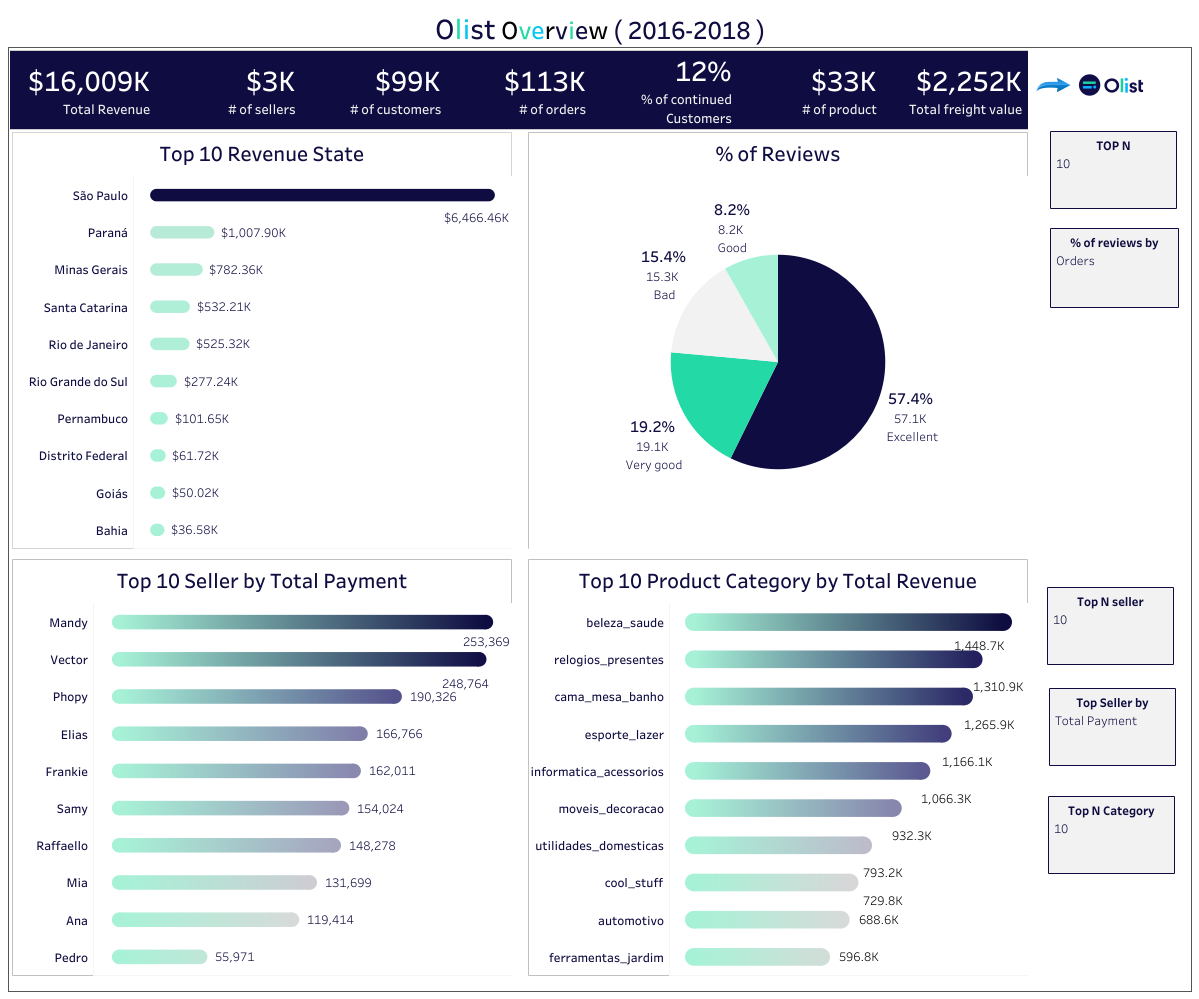 Olist Overview ( 2016-2018 )
$16,009K
Total Revenue
$3K
# of sellers
$99K
# of customers
$113K
# of orders
12%
% of continued
Customers
$33K
# of product
$2,252K
Total freight value
Olist
Top 10 Revenue State
São Paulo
$6,466.46K
Paraná
$1,007.90K
Minas Gerais
$782.36K
Santa Catarina
$532.21K
Rio de Janeiro
$525.32K
Rio Grande do Sul
$277.24K
Pernambuco
$101.65K
Distrito Federal
$61.72K
Goiás
$50.02K
Bahia
$36.58K
% of Reviews
8.2%
8.2K
Good
15.4%
15.3K
Bad
57.4%
57.1K
Excellent
19.2%
19.1K
Very good
TOP N
10
% of reviews by
Orders
Top 10 Seller by Total Payment
Mandy
253,369
Vector
248,764
Phopy
190,326
Elias
166,766
Frankie
162,011
Samy
154,024
Raffaello
148,278
Mia
131,699
Ana
119,414
Pedro
55,971
Top 10 Product Category by Total Revenue
beleza_saude
1,448.7K
relogios_presentes
1,310.9K
cama_mesa_banho
1,265.9K
esporte_lazer
1,166.1K
informatica_acessorios
1,066.3K
moveis_decoracao
932.3K
utilidades_domesticas
793.2K
cool_stuff
729.8K
automotivo
688.6K
ferramentas_jardim
596.8K
Top N seller
10
Top Seller by
Total Payment
Top N Category
10